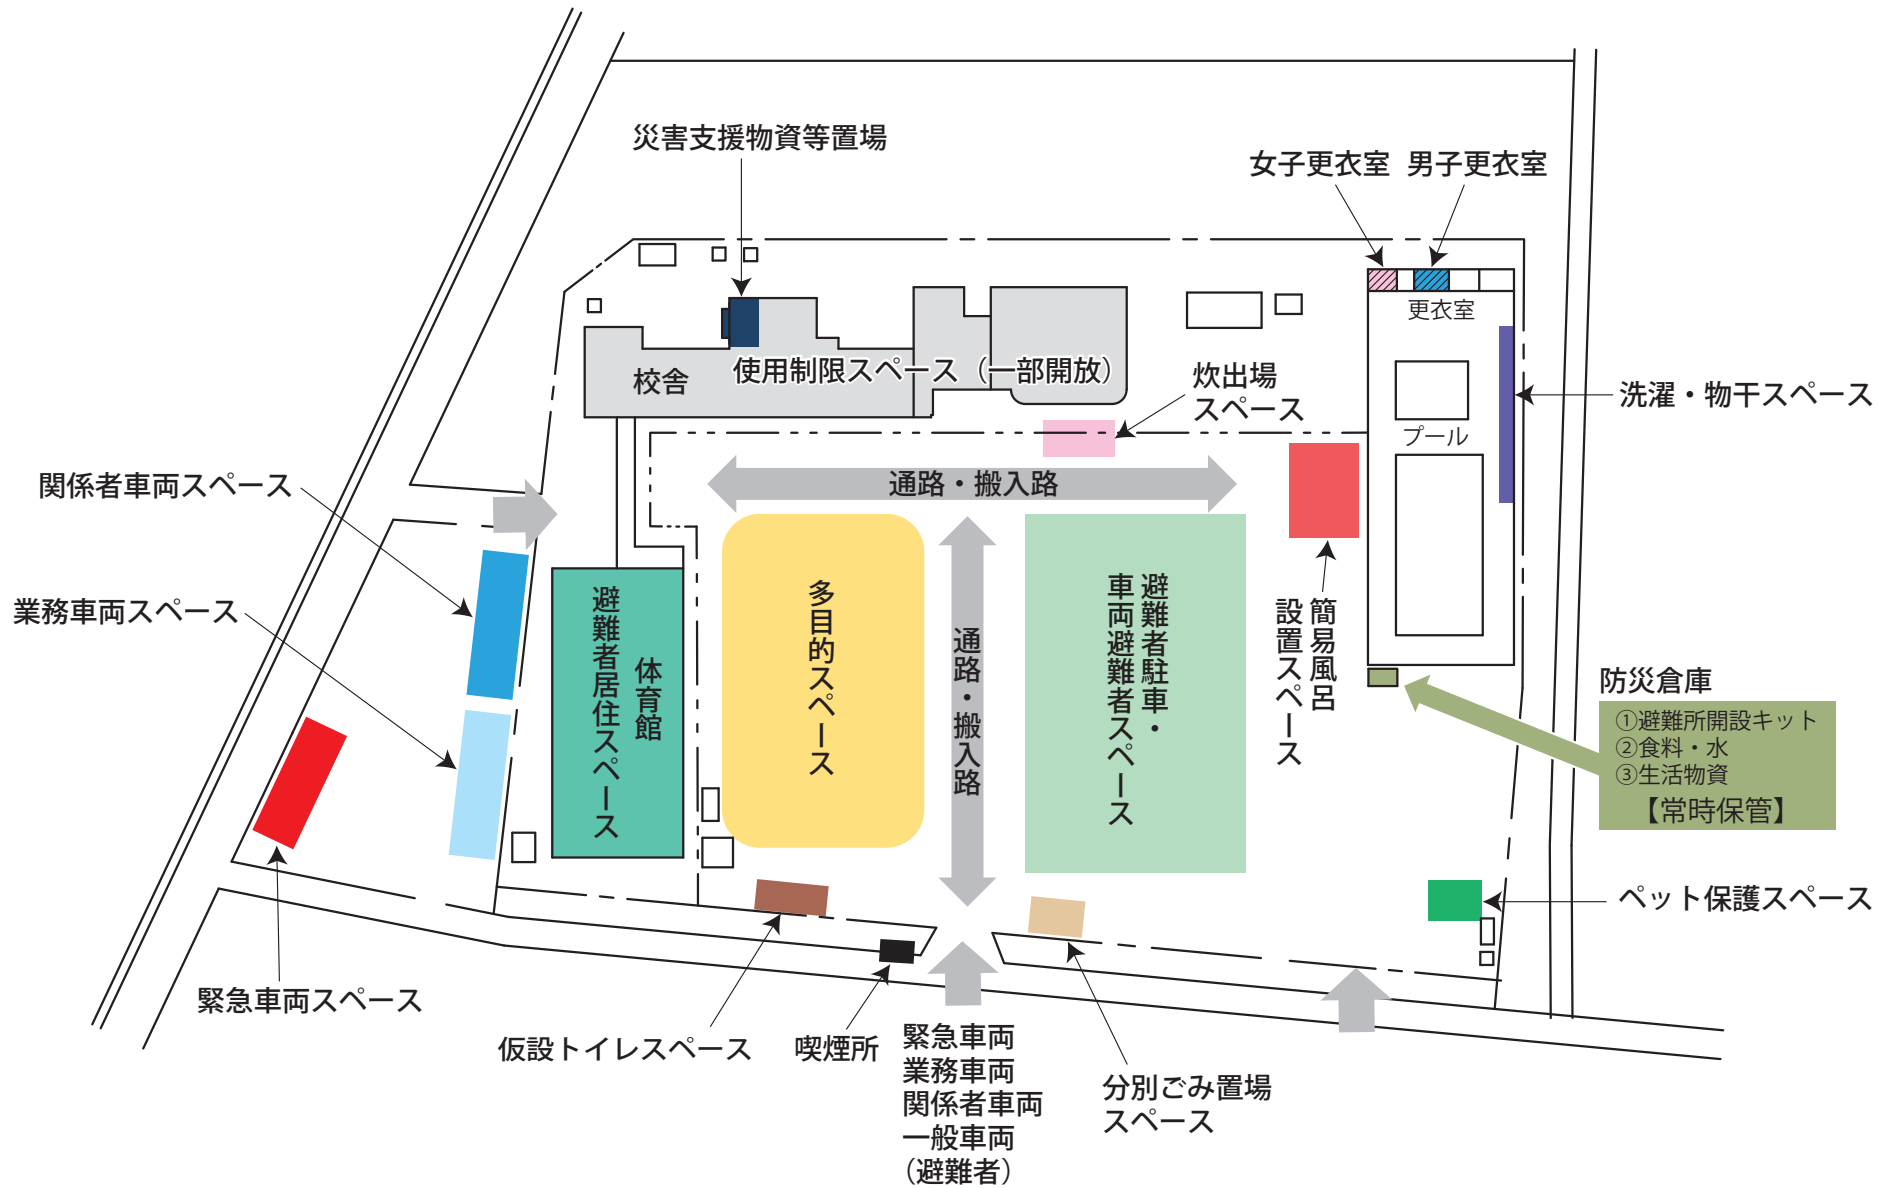 災害支援物資等置場
女子更衣室
男子更衣室
更衣室
校舎
使用制限スペース（一部開放）
炊出場
スペース
プール
洗濯・物干スペース
関係者車両スペース
通路・搬入路
業務車両スペース
体育館
避難者居住スペース
多目的スペース
通路・搬入路
避難者駐車・
車両避難者スペース
簡易風呂
設置スペース
防災倉庫
①避難所開設キット
②食料・水
③生活物資
【常時保管】
ペット保護スペース
緊急車両スペース
仮設トイレスペース
喫煙所
緊急車両
業務車両
関係者車両
一般車両
（避難者）
分別ごみ置場
スペース